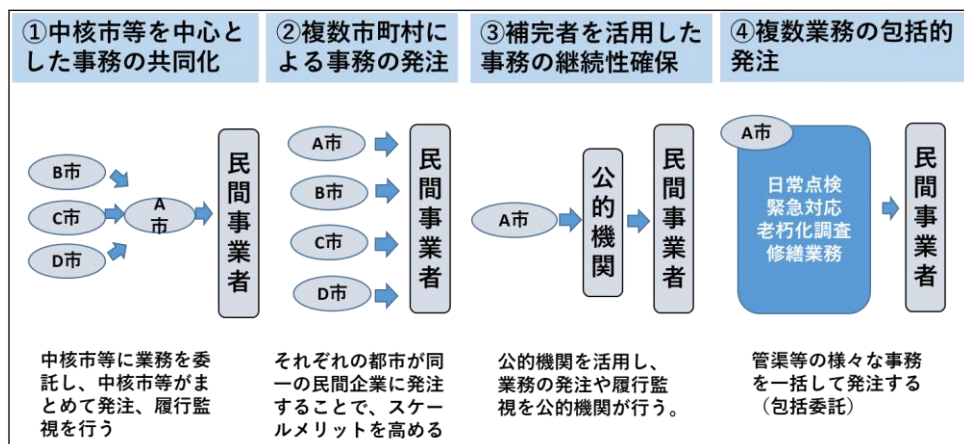 ①中核市等を中心と
した事務の共同化
B市
C市
D市
A
市
民間事業者
中核市等に業務を委
託し、中核市等がま
とめて発注、履行監
視を行う
②複数市町村に
よる事務の発注
A市
B市
C市
D市
民間事業者
それぞれの都市が同
一の民間企業に発注
することで、スケー
ルメリットを高める
③補完者を活用した
事務の継続性確保
A市
公的機関
民間事業者
公的機関を活用し、
業務の発注や履行監
視を公的機関が行う。
④複数業務の包括的
発注
A市
日常点検
緊急対応
老朽化調査
修繕業務
民間事業者
管渠等の様々な事務
を一括して発注する
（包括委託）